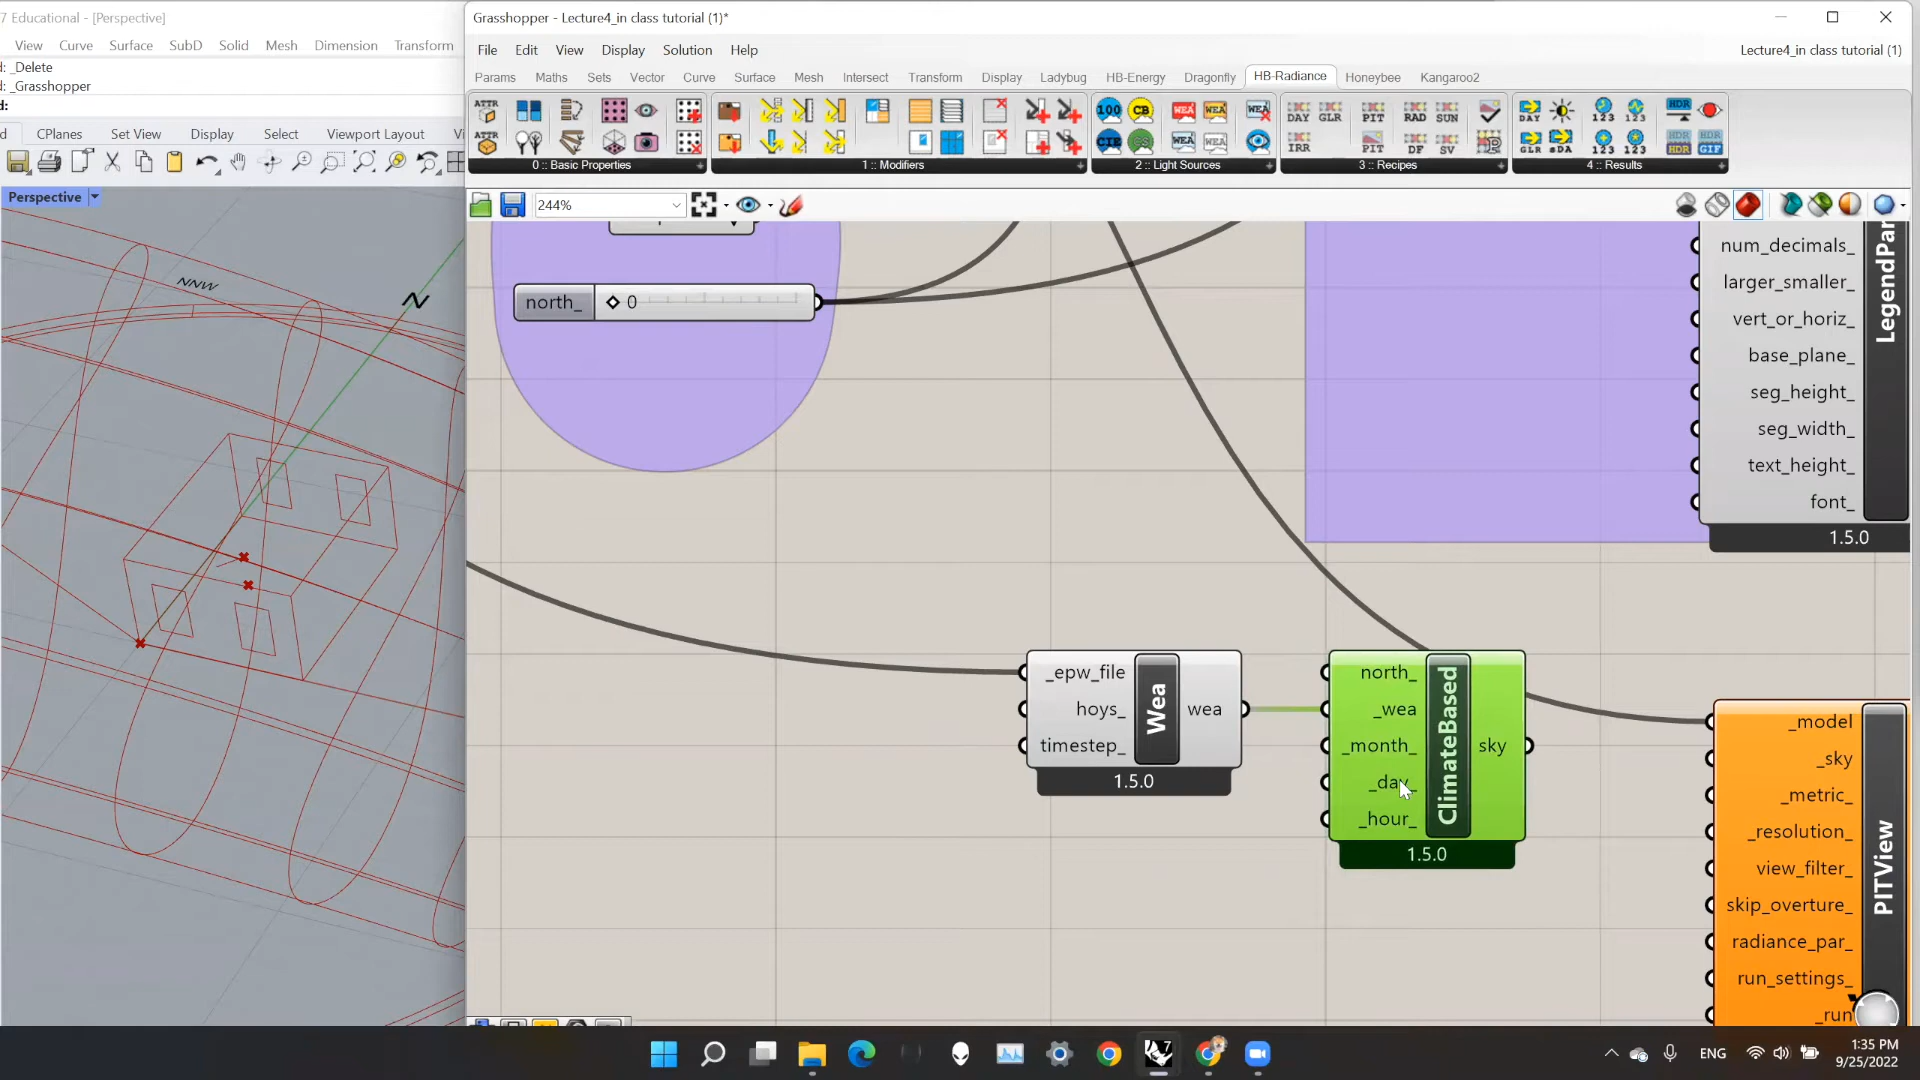 7 Educational - [Perspective]
View Curve Surface SubD Solid Mesh Dimension Transform
d: _Delete
d: _Grasshopper
d:
CPlanes Set View Display Select Viewport Layout
Perspective
NNW
N
Grasshopper - Lecture4_in class tutorial (1)*
File Edit View Display Solution Help
Lecture4_in class tutorial (1)
Params Maths Sets Vector Curve Surface Mesh Intersect Transform Display Ladybug HB-Energy Dragonfly HB-Radiance Honeybee Kangaroo2
0 :: Basic Properties
1 :: Modifiers
2 :: Light Sources
3 :: Recipes
4 :: Results
244%
north_ 0
num_decimals_
larger_smaller_
vert_or_horiz_
base_plane_
seg_height_
seg_width_
text_height_
font_
LegendPar
1.5.0
_epw_file
hoys_
timestep_
Wea
wea
1.5.0
north_
_wea
_month_
_day_
_hour_
ClimateBased
sky
1.5.0
_model
_sky
_metric_
_resolution_
view_filter_
skip_overture_
radiance_par_
run_settings_
_run
PITView
ENG
1:35 PM
9/25/2022